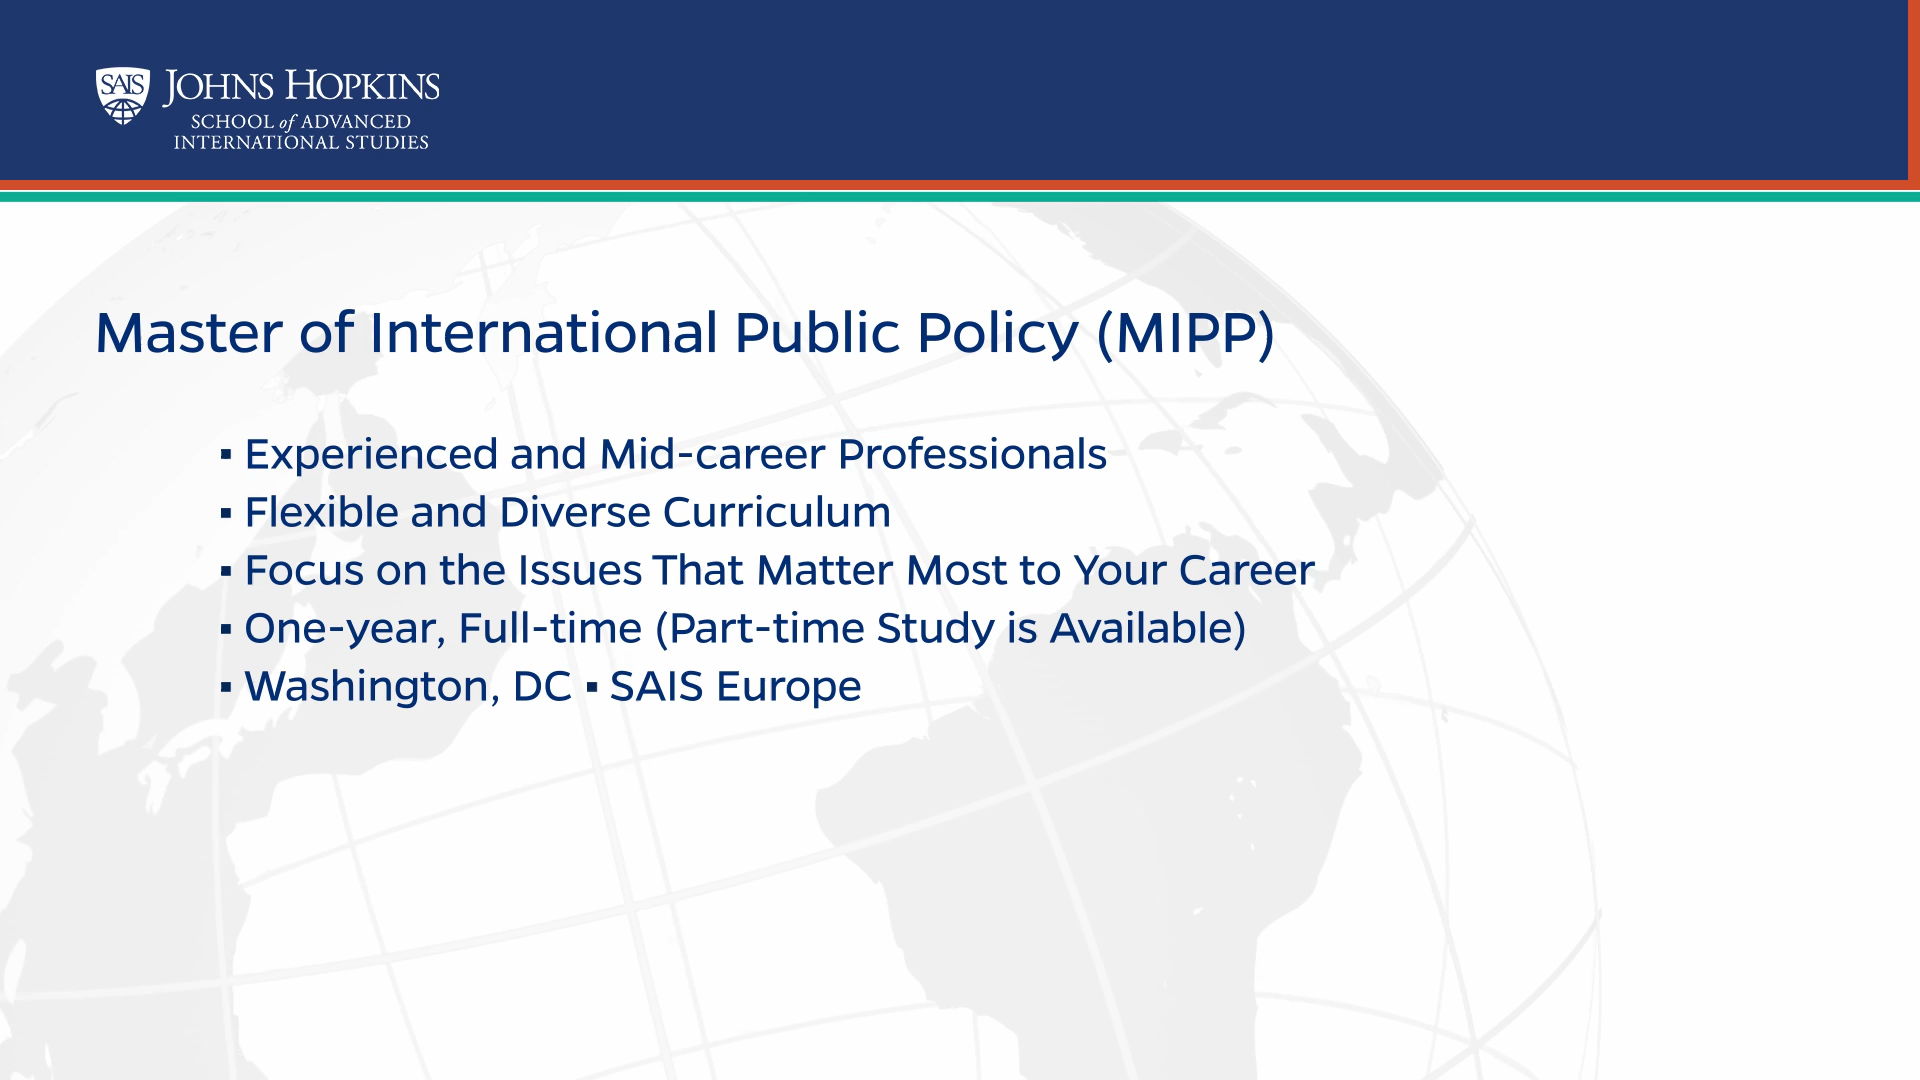 SAIS
JOHNS HOPKINS
SCHOOL of ADVANCED
INTERNATIONAL STUDIES
Master of International Public Policy (MIPP)
▪ Experienced and Mid-career Professionals
▪ Flexible and Diverse Curriculum
▪ Focus on the Issues That Matter Most to Your Career
▪ One-year, Full-time (Part-time Study is Available)
▪ Washington, DC ▪ SAIS Europe